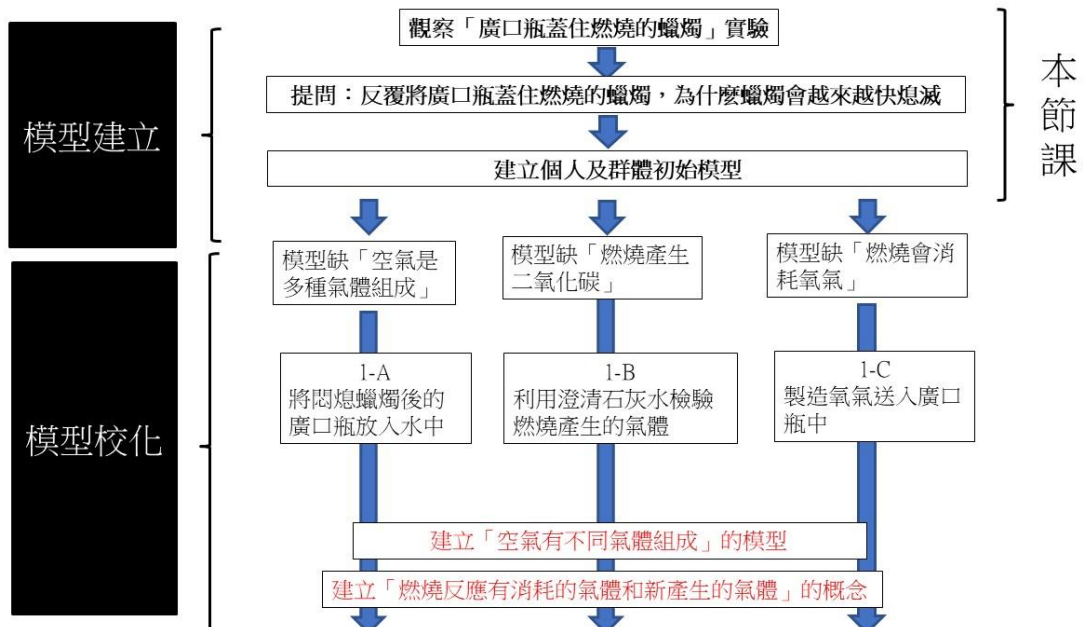 觀察「廣口瓶蓋住燃燒的蠟燭」實驗
提問：反覆將廣口瓶蓋住燃燒的蠟燭，為什麼蠟燭會越來越快熄滅
建立個人及群體初始模型
模型建立
本節課
模型缺「空氣是
多種氣體組成」
模型缺「燃燒產生
二氧化碳」
模型缺「燃燒會消
耗氧氣」
模型校化
1-A
將悶熄蠟燭後的
廣口瓶放入水中
1-B
利用澄清石灰水檢驗
燃燒產生的氣體
1-C
製造氧氣送入廣口
瓶中
建立「空氣有不同氣體組成」的模型
建立「燃燒反應有消耗的氣體和新產生的氣體」的概念